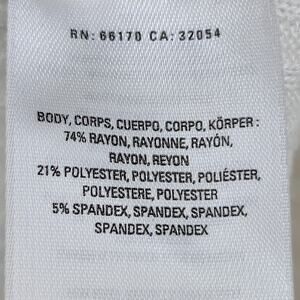 RN: 66170 CA: 32054
BODY, CORPS, CUERPO, CORPO, KÖRPER :
74% RAYON, RAYONNE, RAYÓN,
RAYON, REYON
21% POLYESTER, POLYESTER, POLIÉSTER,
POLYESTERE, POLYESTER
5% SPANDEX, SPANDEX, SPANDEX,
SPANDEX, SPANDEX